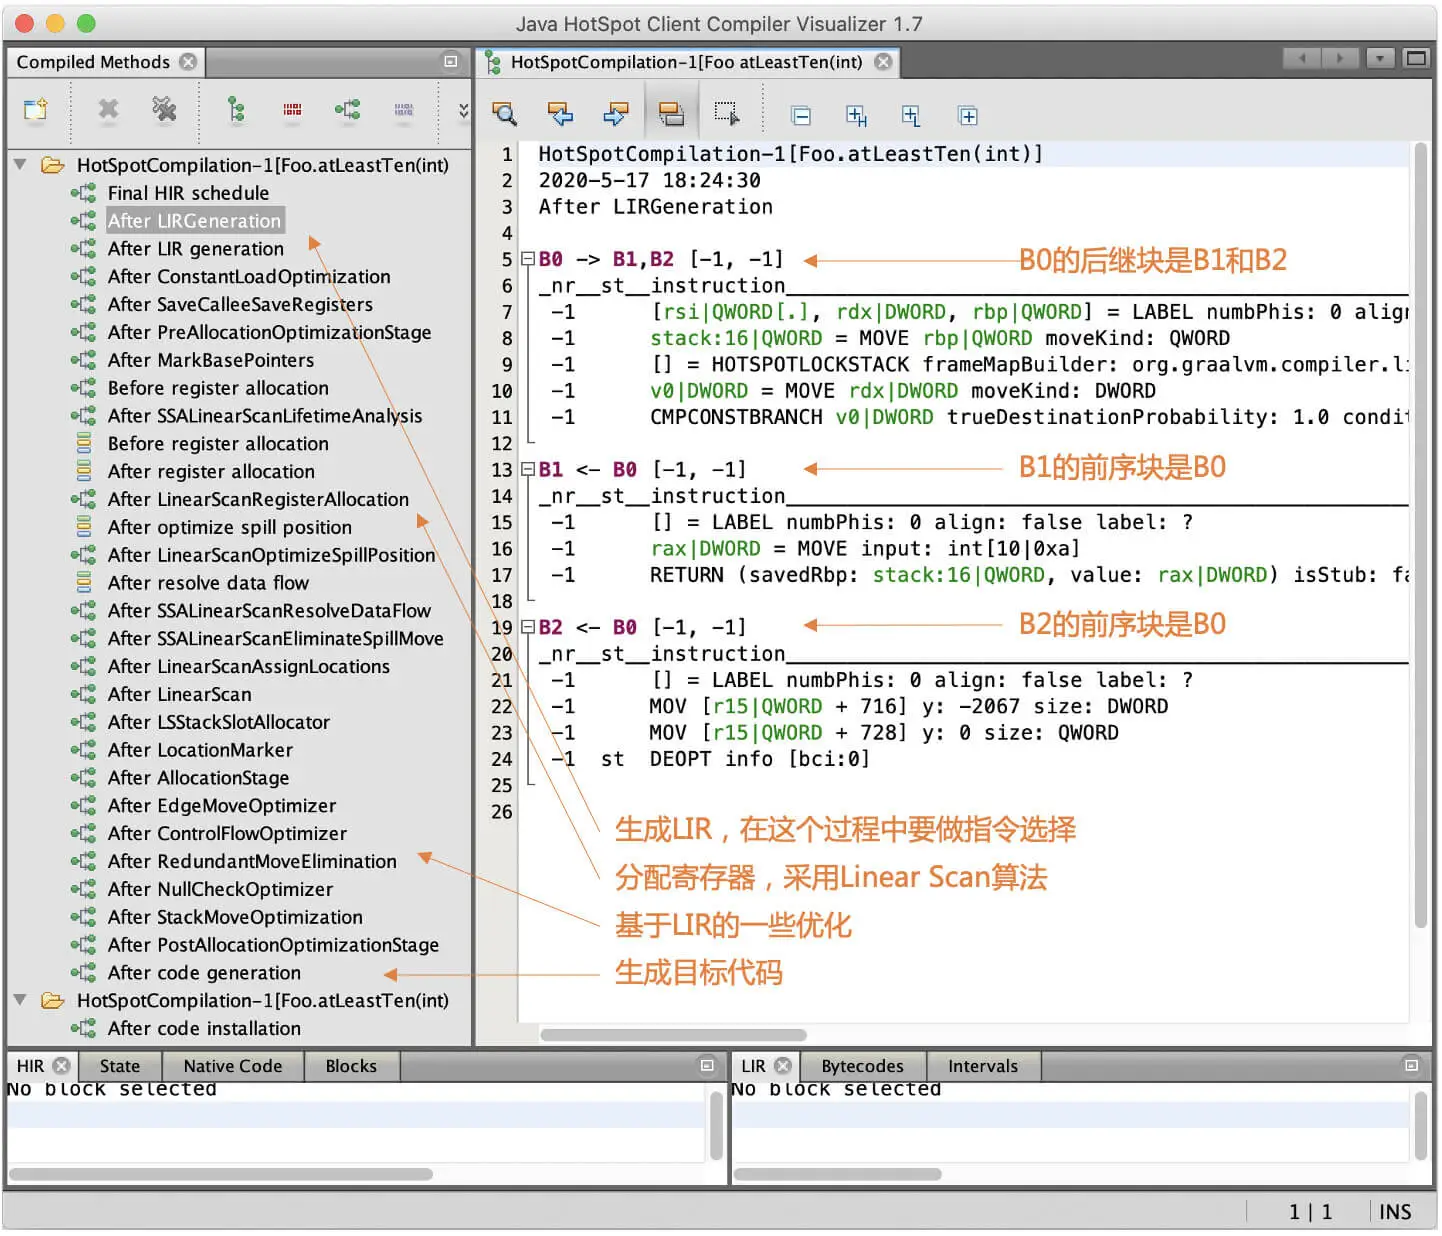 Java HotSpot Client Compiler Visualizer 1.7
Compiled Methods
HotSpotCompilation-1[Foo.atLeastTen(int)
Final HIR schedule
After LIRGeneration
After LIR generation
After ConstantLoadOptimization
After SaveCalleeSaveRegisters
After PreAllocationOptimizationStage
After MarkBasePointers
Before register allocation
After SSALinearScanLifetimeAnalysis
Before register allocation
After register allocation
After LinearScanRegisterAllocation
After optimize spill position
After LinearScanOptimizeSpillPosition
After resolve data flow
After SSALinearScanResolveDataFlow
After SSALinearScanEliminateSpillMove
After LinearScanAssignLocations
After LinearScan
After LSStackSlotAllocator
After LocationMarker
After AllocationStage
After EdgeMoveOptimizer
After ControlFlowOptimizer
After RedundantMoveElimination
After NullCheckOptimizer
After StackMoveOptimization
After PostAllocationOptimizationStage
After code generation
HotSpotCompilation-1[Foo.atLeastTen(int)
After code installation
HotSpotCompilation-1[Foo atLeastTen(int)
1 HotSpotCompilation-1[Foo.atLeastTen(int)]
2 2020-5-17 18:24:30
3 After LIRGeneration
4
5 B0 -> B1,B2 [-1, -1] B0的后继块是B1和B2
6 _nr__st__instruction
7 -1 [rsi|QWORD[.], rdx|DWORD, rbp|QWORD] = LABEL numbPhis: 0 align
8 -1 stack:16|QWORD = MOVE rbp|QWORD moveKind: QWORD
9 -1 [] = HOTSPOTLOCKSTACK frameMapBuilder: org.graalvm.compiler.li
10 -1 v0|DWORD = MOVE rdx|DWORD moveKind: DWORD
11 -1 CMPCONSTBRANCH v0|DWORD trueDestinationProbability: 1.0 condit
12
13 B1 <- B0 [-1, -1] B1的前序块是B0
14 _nr__st__instruction
15 -1 [] = LABEL numbPhis: 0 align: false label: ?
16 -1 rax|DWORD = MOVE input: int[10|0xa]
17 -1 RETURN (savedRbp: stack:16|QWORD, value: rax|DWORD) isStub: fa
18
19 B2 <- B0 [-1, -1] B2的前序块是B0
20 _nr__st__instruction
21 -1 [] = LABEL numbPhis: 0 align: false label: ?
22 -1 MOV [r15|QWORD + 716] y: -2067 size: DWORD
23 -1 MOV [r15|QWORD + 728] y: 0 size: QWORD
24 -1 st DEOPT info [bci:0]
25
26
生成LIR，在这个过程中要做指令选择
分配寄存器，采用Linear Scan算法
基于LIR的一些优化
生成目标代码
HIR State Native Code Blocks
No block selected
LIR Bytecodes Intervals
No block selected
1 | 1 INS